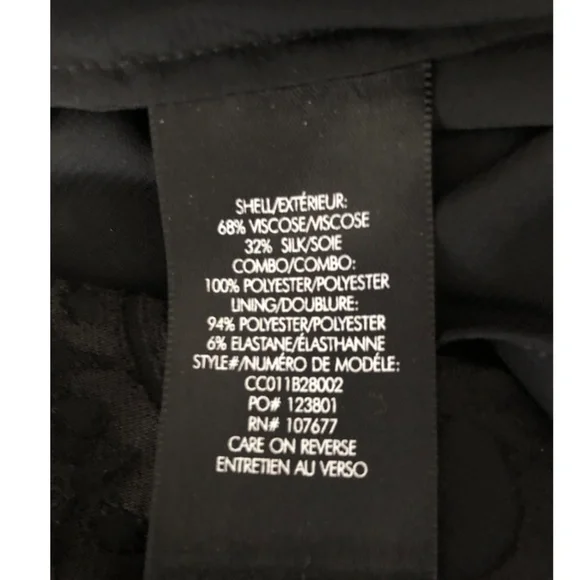 SHELL/EXTÉRIEUR:
68% VISCOSE/VISCOSE
32% SILK/SOIE
COMBO/COMBO:
100% POLYESTER/POLYESTER
LINING/DOUBLURE:
94% POLYESTER/POLYESTER
6% ELASTANE/ÉLASTHANNE
STYLE#/NUMÉRO DE MODÉLE:
CC011B28002
PO# 123801
RN# 107677
CARE ON REVERSE
ENTRETIEN AU VERSO